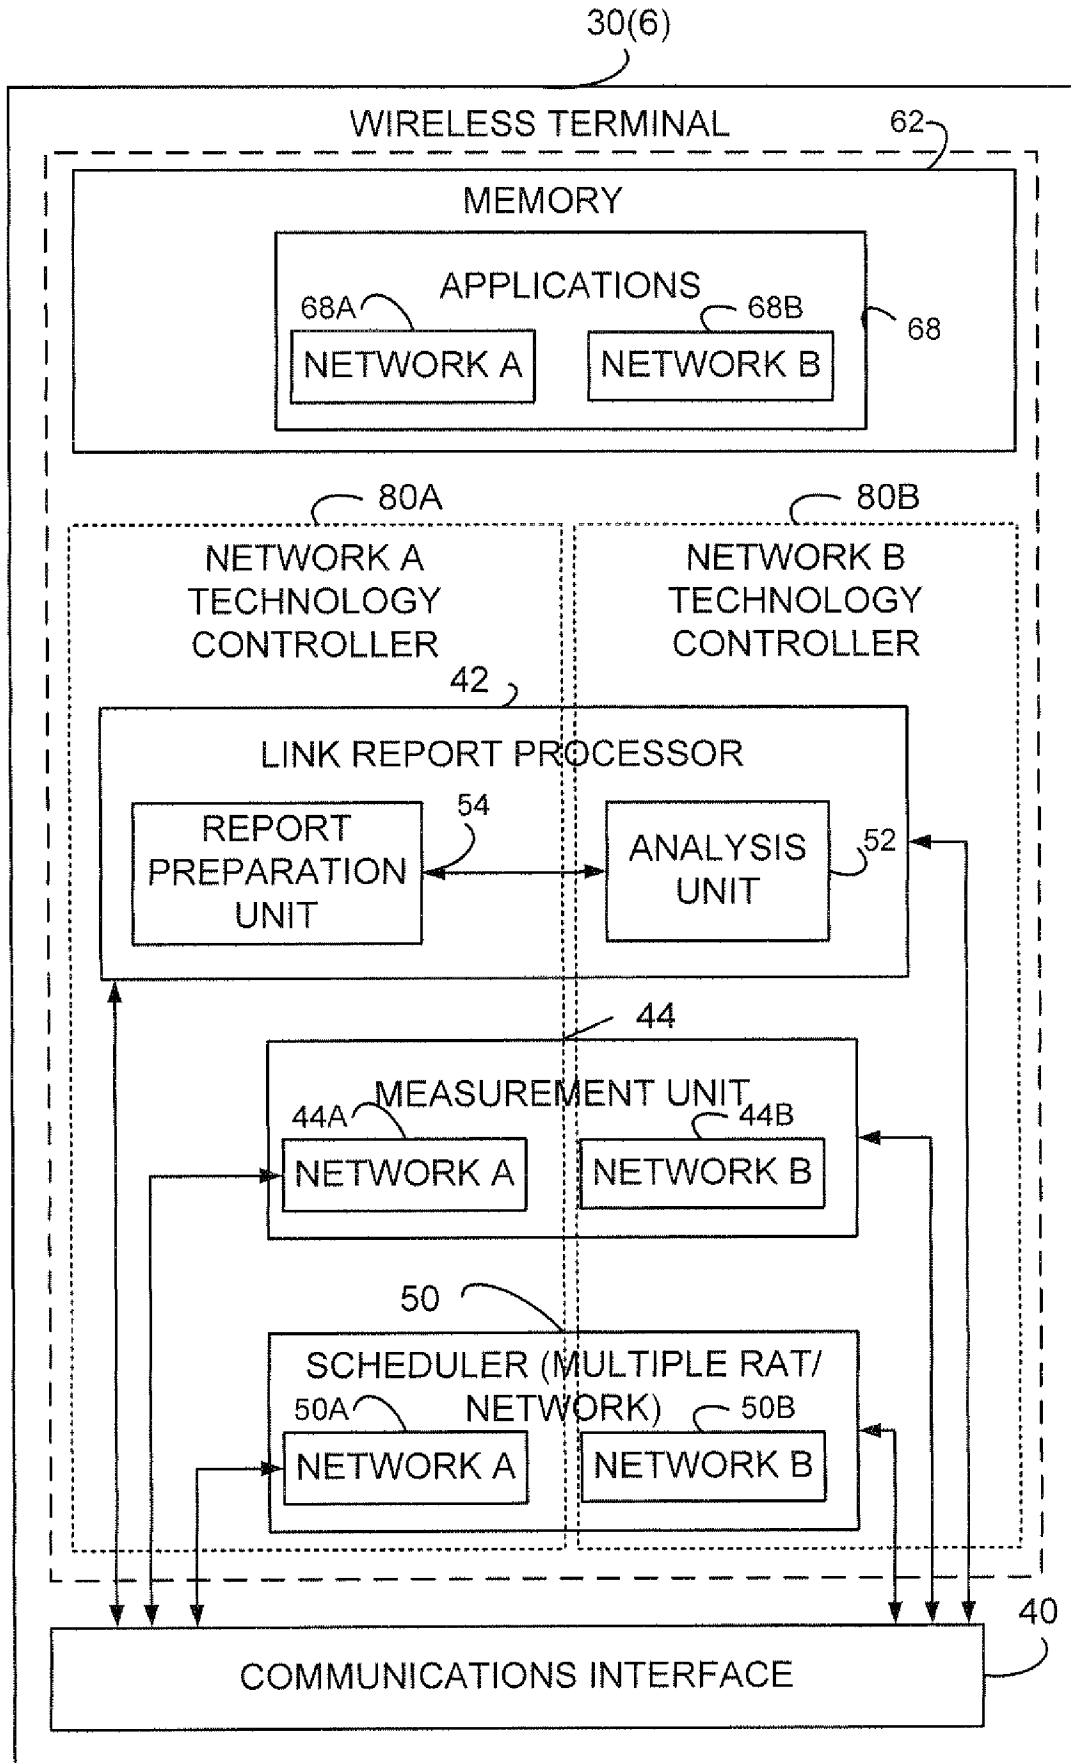 30(6)
WIRELESS TERMINAL
62
MEMORY
APPLICATIONS
68A
68B
68
NETWORK A
NETWORK B
80A
80B
NETWORK A
TECHNOLOGY
CONTROLLER
NETWORK B
TECHNOLOGY
CONTROLLER
42
LINK REPORT PROCESSOR
REPORT
PREPARATION
UNIT
54
ANALYSIS
UNIT
52
44
MEASUREMENT UNIT
44A
44B
NETWORK A
NETWORK B
50
SCHEDULER (MULTIPLE RAT/
NETWORK)
50A
50B
NETWORK A
NETWORK B
40
COMMUNICATIONS INTERFACE